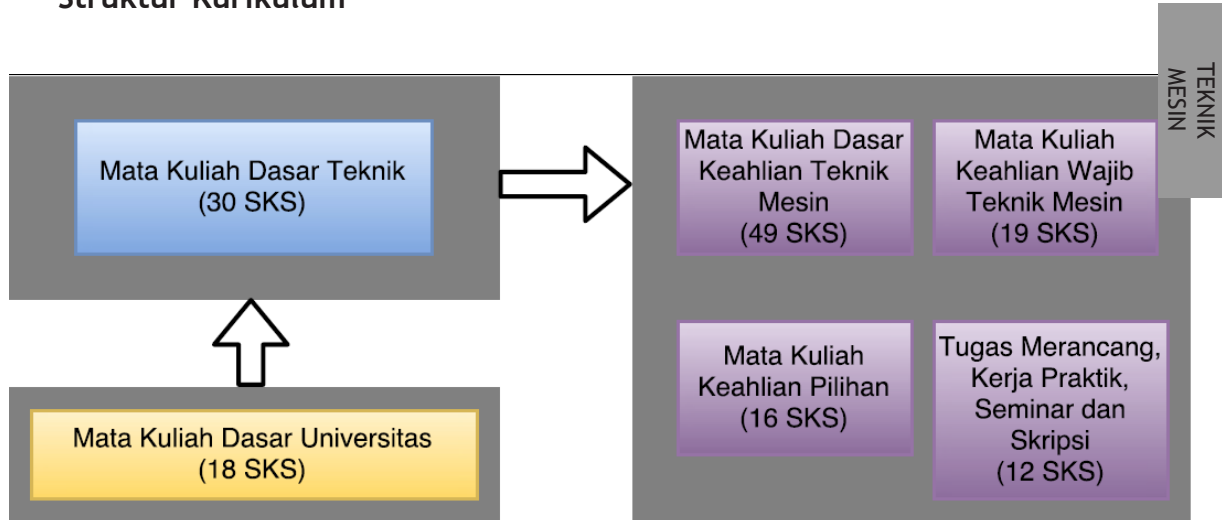 Struktur Kurikulum
TEKNIK
MESIN
Mata Kuliah Dasar Teknik
(30 SKS)
Mata Kuliah Dasar
Keahlian Teknik
Mesin
(49 SKS)
Mata Kuliah
Keahlian Wajib
Teknik Mesin
(19 SKS)
Mata Kuliah Dasar Universitas
(18 SKS)
Mata Kuliah
Keahlian Pilihan
(16 SKS)
Tugas Merancang,
Kerja Praktik,
Seminar dan
Skripsi
(12 SKS)